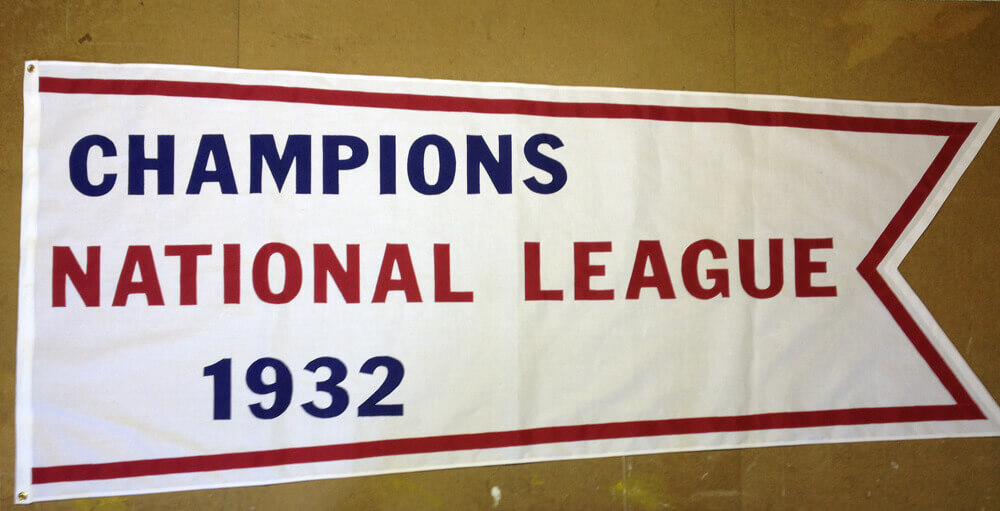 CHAMPIONS
NATIONAL LEAGUE
1932